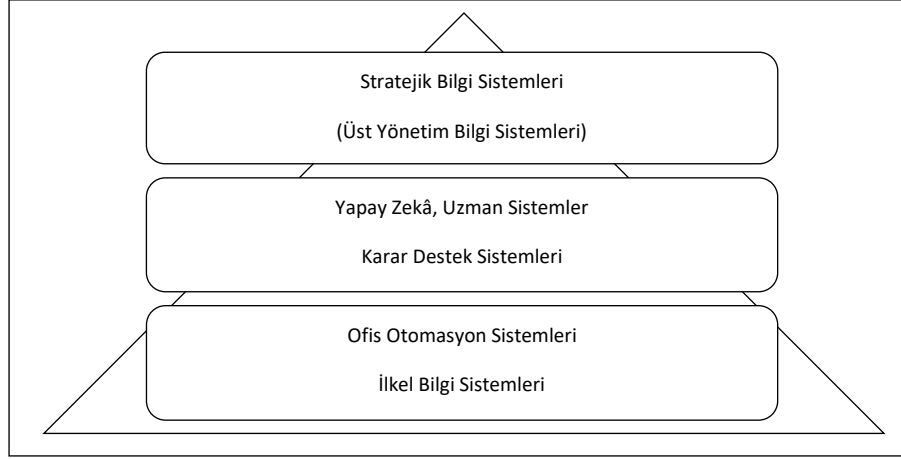 Stratejik Bilgi Sistemleri
(Üst Yönetim Bilgi Sistemleri)
Yapay Zekâ, Uzman Sistemler
Karar Destek Sistemleri
Ofis Otomasyon Sistemleri
İlkel Bilgi Sistemleri